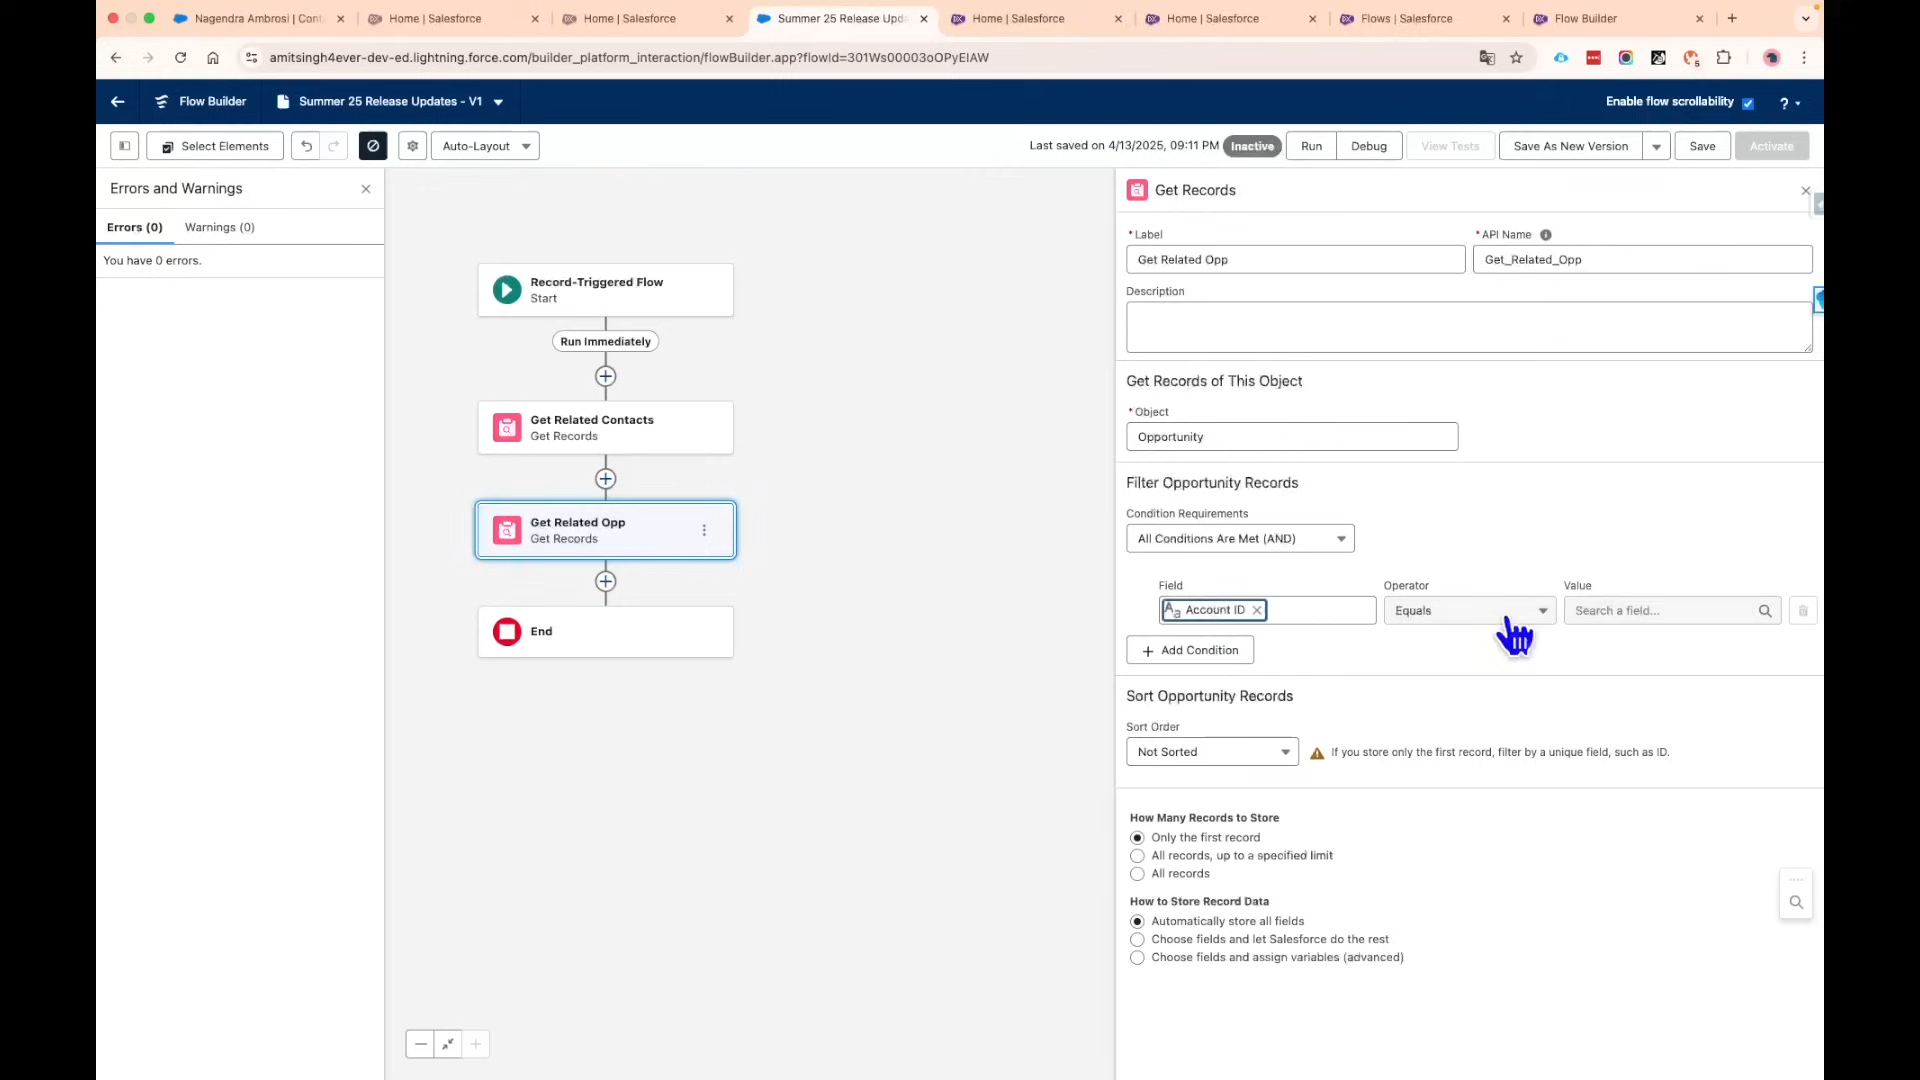 Nagendra Ambrosi | Cont
Home | Salesforce
Home | Salesforce
Summer 25 Release Upda
Home | Salesforce
Home | Salesforce
Flows | Salesforce
Flow Builder
amitsingh4ever-dev-ed.lightning.force.com/builder_platform_interaction/flowBuilder.app?flowId=301Ws00003oOPyEIAW
5
Flow Builder
Summer 25 Release Updates - V1
Enable flow scrollability
?
Select Elements
Auto-Layout
Last saved on 4/13/2025, 09:11 PM
Inactive
Run
Debug
View Tests
Save As New Version
Save
Activate
Errors and Warnings
Errors (0)
Warnings (0)
You have 0 errors.
Record-Triggered Flow
Start
Run Immediately
Get Related Contacts
Get Records
Get Related Opp
Get Records
End
Get Records
* Label
* API Name
Get Related Opp
Get_Related_Opp
Description
Get Records of This Object
* Object
Opportunity
Filter Opportunity Records
Condition Requirements
All Conditions Are Met (AND)
Field
Operator
Value
Account ID
Equals
Search a field...
+ Add Condition
Sort Opportunity Records
Sort Order
Not Sorted
If you store only the first record, filter by a unique field, such as ID.
How Many Records to Store
Only the first record
All records, up to a specified limit
All records
How to Store Record Data
Automatically store all fields
Choose fields and let Salesforce do the rest
Choose fields and assign variables (advanced)